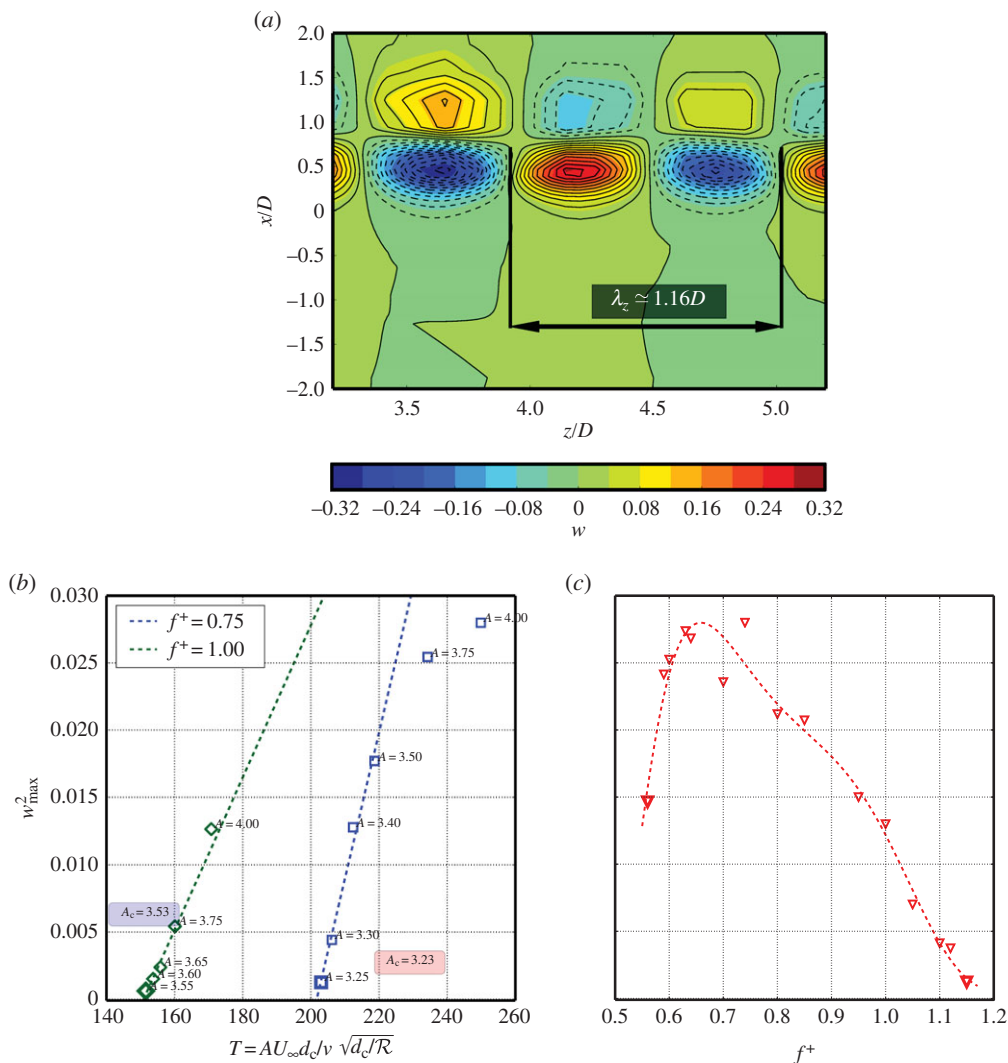 (a)
2.0
1.5
1.0
0.5
0
−0.5
−1.0
−1.5
−2.0
x/D
λz ≃ 1.16D
3.5 4.0 4.5 5.0
z/D
−0.32 −0.24 −0.16 −0.08 0 0.08 0.16 0.24 0.32
w
(b) (c)
0.030
0.025
0.020
0.015
0.010
0.005
0
w²max
f⁺ = 0.75
f⁺ = 1.00
A = 4.00
A = 3.75
A = 3.50
A = 4.00
A = 3.40
Ac = 3.53
A = 3.75
A = 3.30
Ac = 3.23
A = 3.65
A = 3.60
A = 3.55
A = 3.25
140 160 180 200 220 240 260
T = AU∞dc/ν √dc/R
0.5 0.6 0.7 0.8 0.9 1.0 1.1 1.2
f⁺